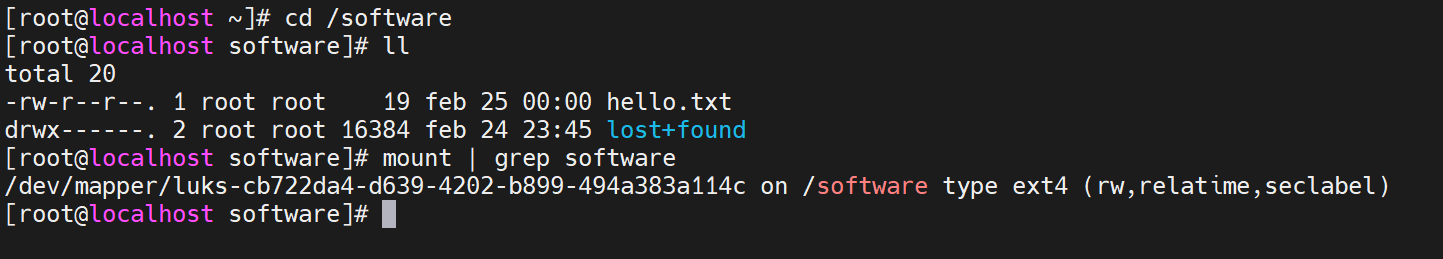 [root@localhost ~]# cd /software
[root@localhost software]# ll
total 20
-rw-r--r--. 1 root root    19 feb 25 00:00 hello.txt
drwx------. 2 root root 16384 feb 24 23:45 lost+found
[root@localhost software]# mount | grep software
/dev/mapper/luks-cb722da4-d639-4202-b899-494a383a114c on /software type ext4 (rw,relatime,seclabel)
[root@localhost software]#